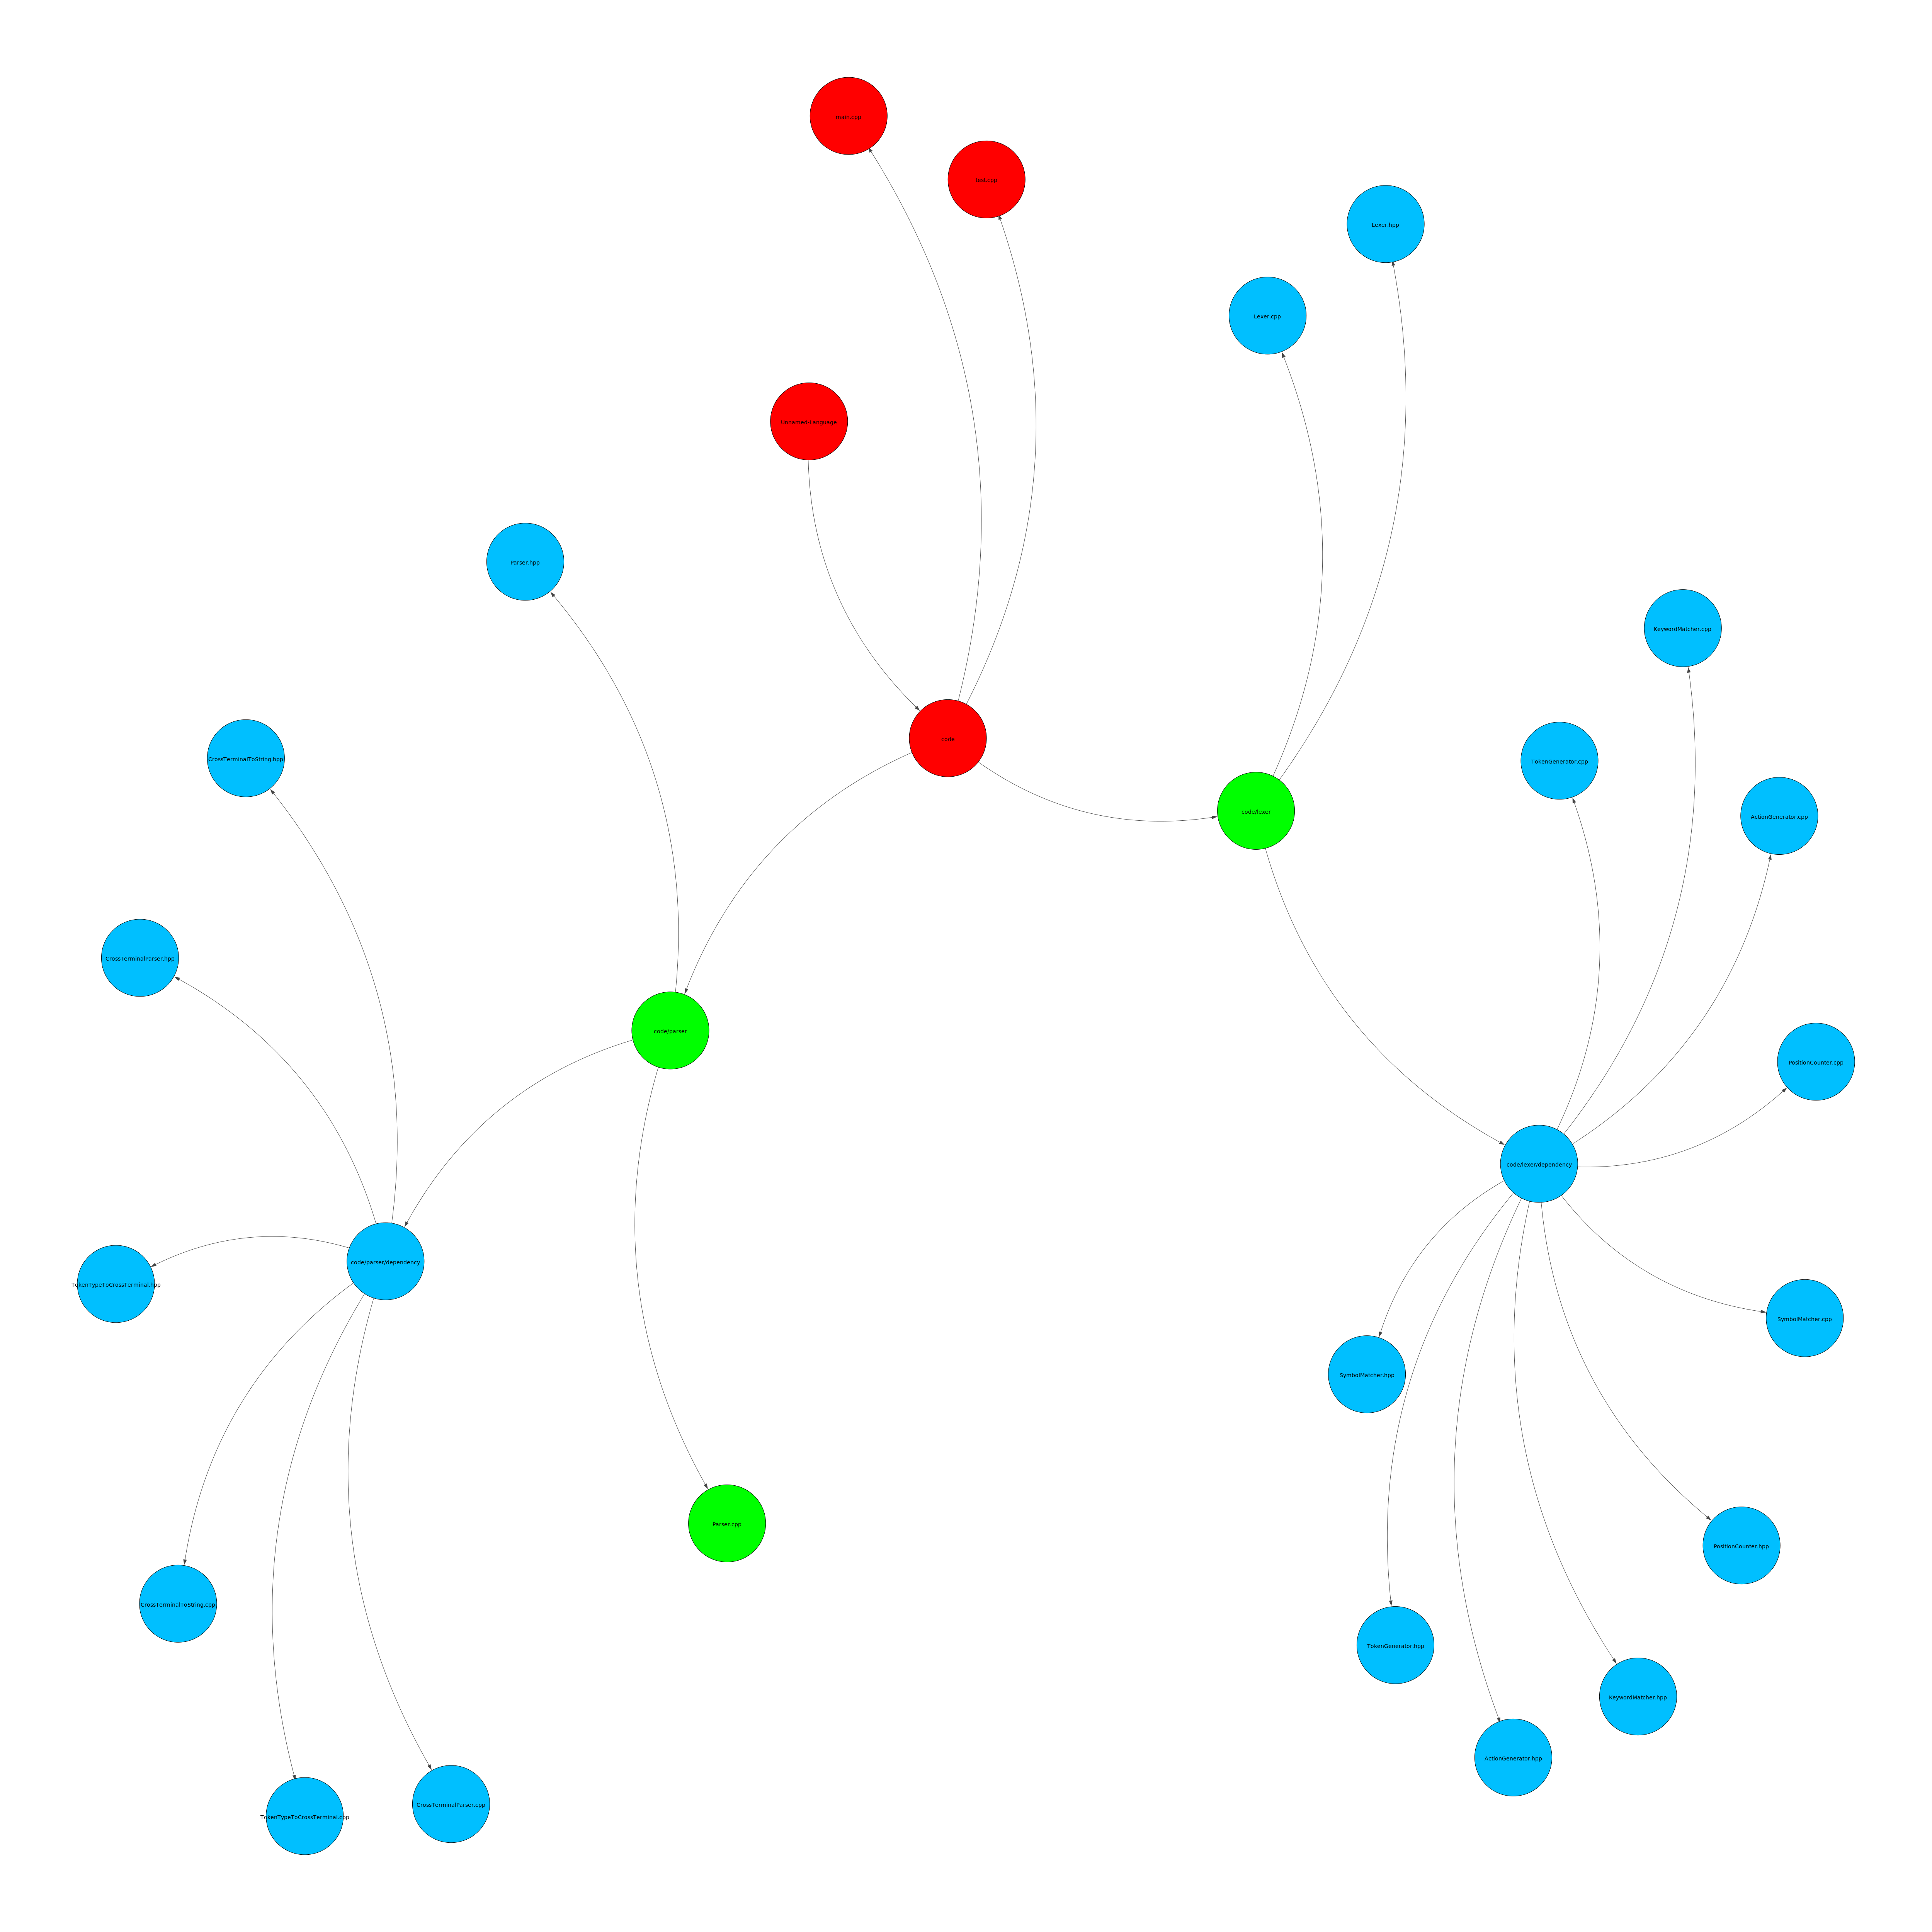 main.cpp
test.cpp
Lexer.hpp
Lexer.cpp
Unnamed-Language
Parser.hpp
KeywordMatcher.cpp
code
CrossTerminalToString.hpp
TokenGenerator.cpp
code/lexer
ActionGenerator.cpp
CrossTerminalParser.hpp
code/parser
PositionCounter.cpp
code/lexer/dependency
code/parser/dependency
TokenTypeToCrossTerminal.hpp
SymbolMatcher.cpp
SymbolMatcher.hpp
Parser.cpp
PositionCounter.hpp
CrossTerminalToString.cpp
TokenGenerator.hpp
KeywordMatcher.hpp
ActionGenerator.hpp
CrossTerminalParser.cpp
TokenTypeToCrossTerminal.cpp